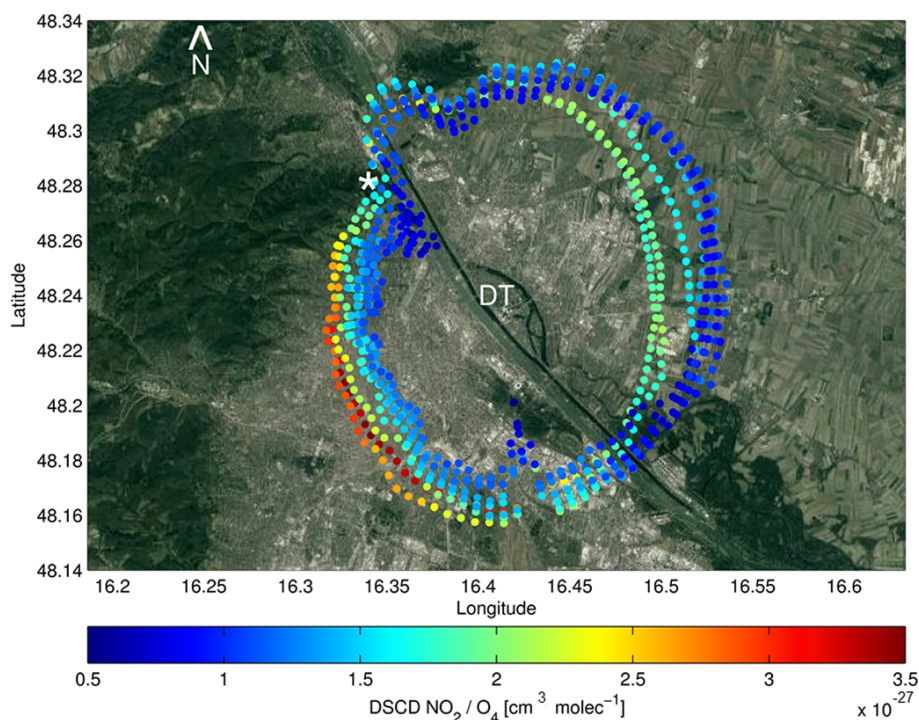 48.34
48.32
48.3
48.28
48.26
48.24
48.22
48.2
48.18
48.16
48.14
Latitude
N
*
DT
16.2 16.25 16.3 16.35 16.4 16.45 16.5 16.55 16.6
Longitude
0.5 1 1.5 2 2.5 3 3.5
DSCD NO₂ / O₄ [cm³ molec⁻¹]
x 10⁻²⁷